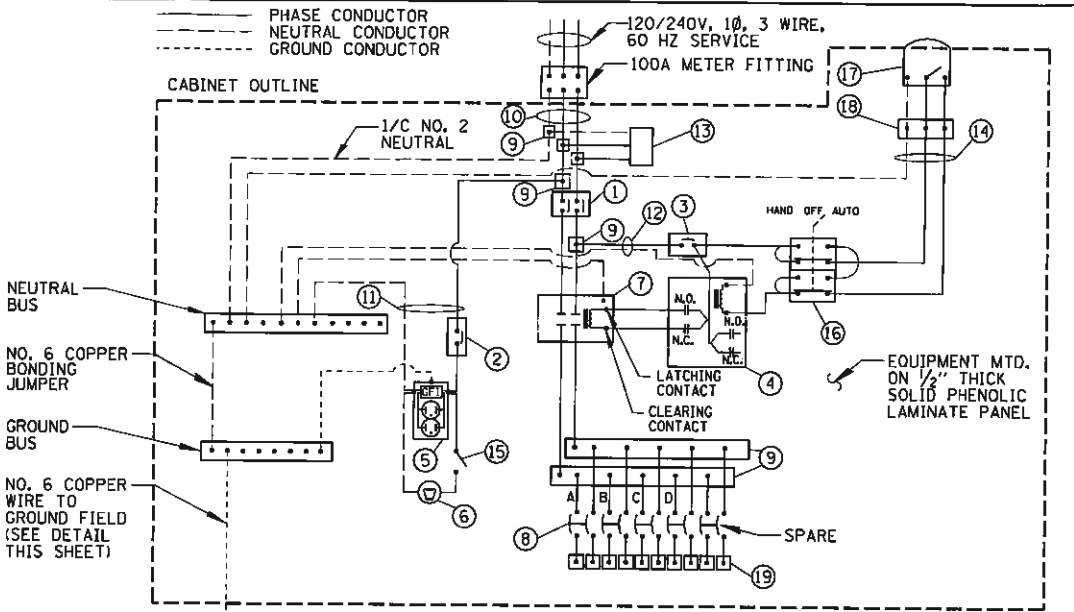 PHASE CONDUCTOR
NEUTRAL CONDUCTOR
GROUND CONDUCTOR
120/240V, 1Ø, 3 WIRE,
60 HZ SERVICE
100A METER FITTING
CABINET OUTLINE
17
10
18
1/C NO. 2
NEUTRAL
9
13
14
9
1
12
3
HAND OFF AUTO
9
NEUTRAL
BUS
11
7
N.O.
N.O.
N.C.
N.C.
16
2
4
NO. 6 COPPER
BONDING
JUMPER
LATCHING
CONTACT
EQUIPMENT MTD.
ON 1/2" THICK
SOLID PHENOLIC
LAMINATE PANEL
GFI
CLEARING
CONTACT
GROUND
BUS
5
15
9
9
NO. 6 COPPER
WIRE TO
GROUND FIELD
(SEE DETAIL
THIS SHEET)
6
A B C D
8
SPARE
19